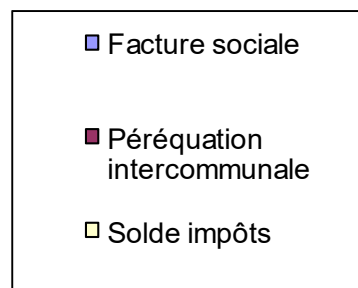 Facture sociale
Péréquation
intercommunale
Solde impôts